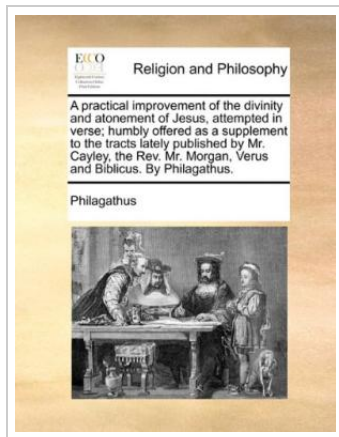 ECCO
Religion and Philosophy
A practical improvement of the divinity
and atonement of Jesus, attempted in
verse; humbly offered as a supplement
to the tracts lately published by Mr.
Cayley, the Rev. Mr. Morgan, Verus
and Biblicus. By Philagathus.
Philagathus